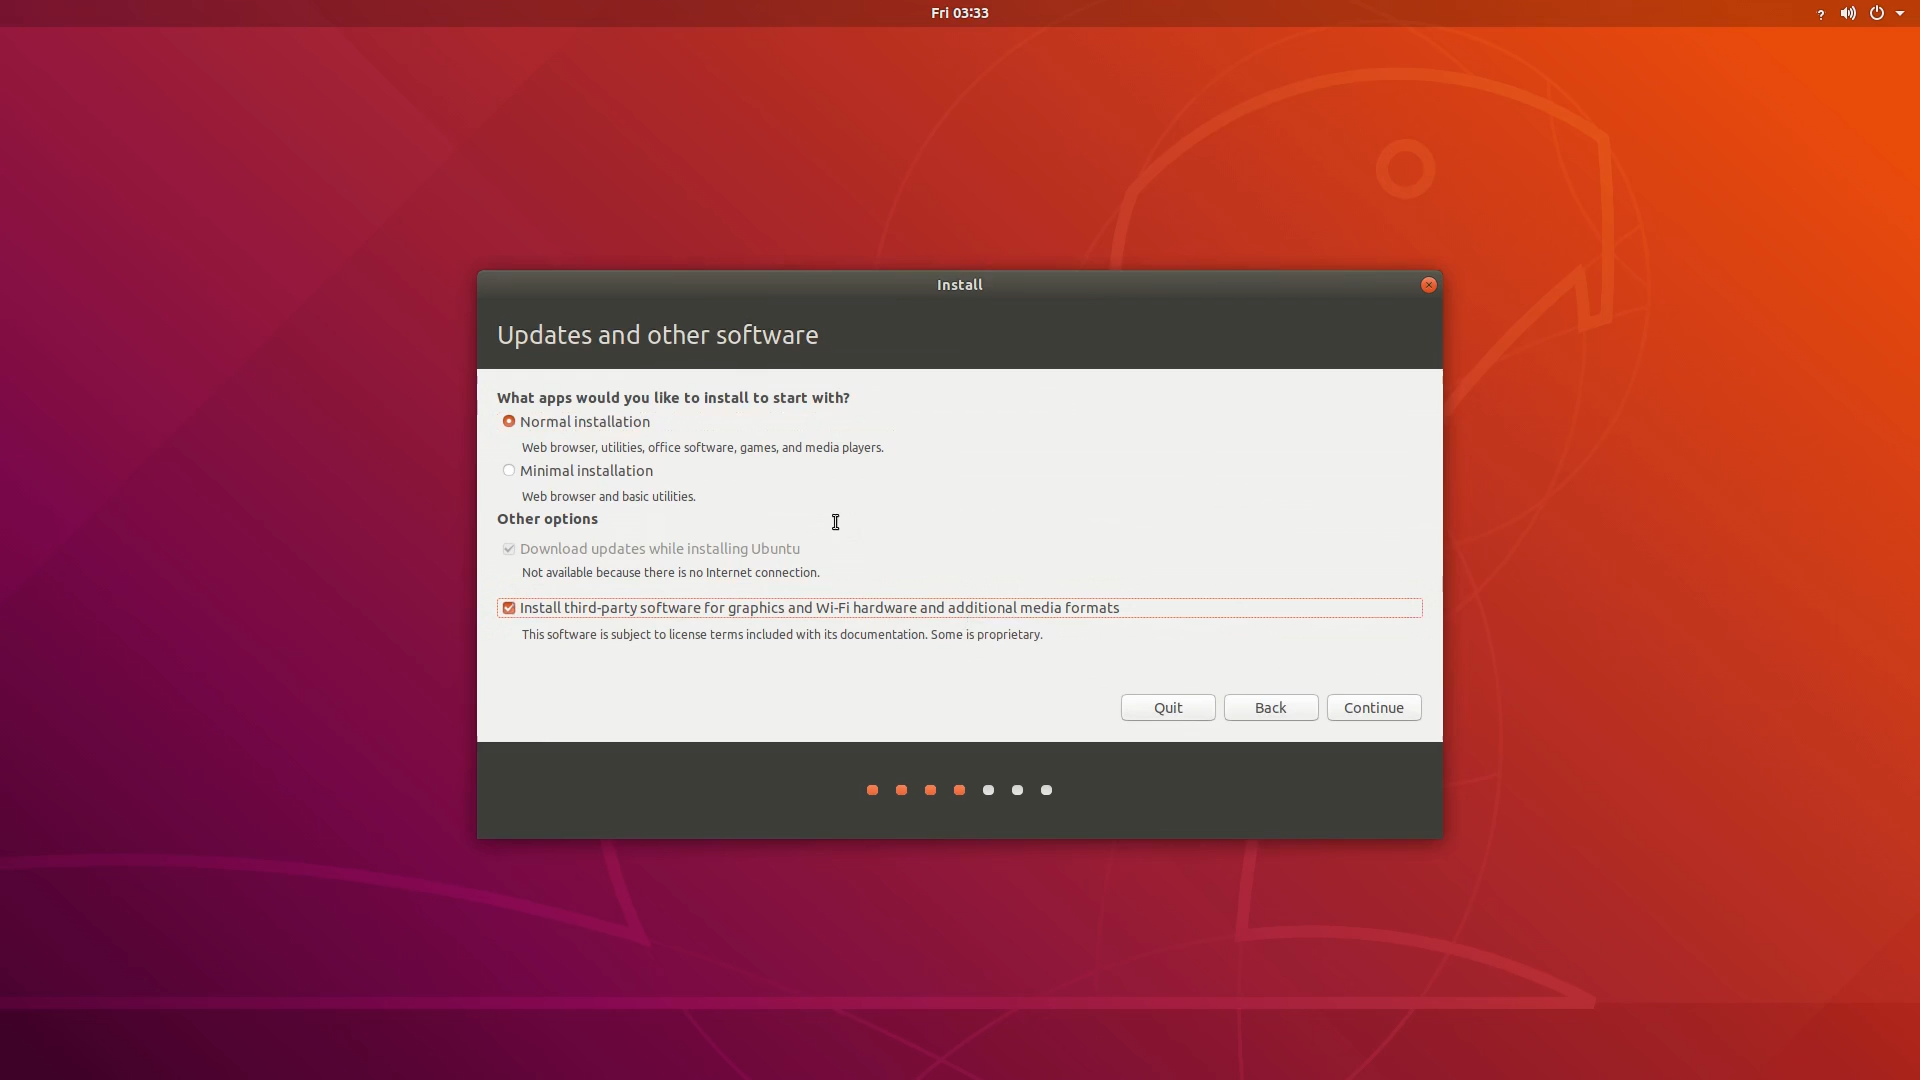 Fri 03:33
?
Install
Updates and other software
What apps would you like to install to start with?
Normal installation
Web browser, utilities, office software, games, and media players.
Minimal installation
Web browser and basic utilities.
Other options
Download updates while installing Ubuntu
Not available because there is no Internet connection.
Install third-party software for graphics and Wi-Fi hardware and additional media formats
This software is subject to license terms included with its documentation. Some is proprietary.
Quit Back Continue